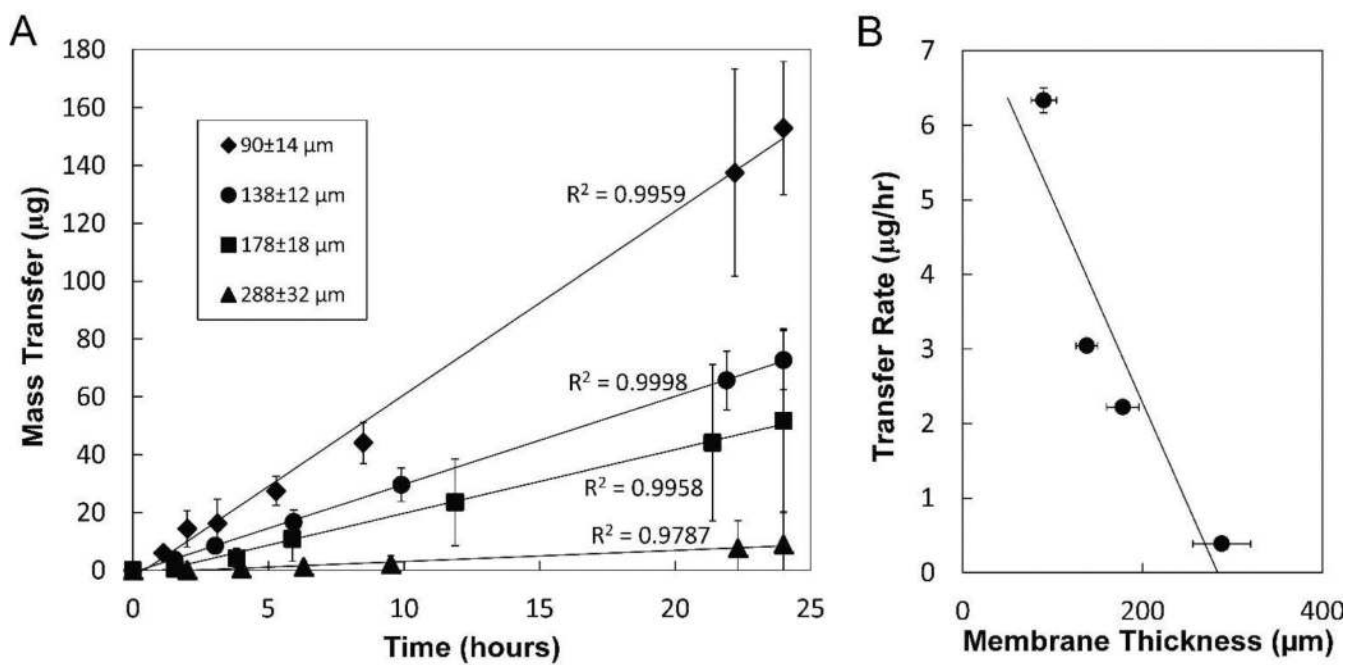 A
180
160
140
120
100
80
60
40
20
0
Mass Transfer (µg)
90±14 µm
138±12 µm
178±18 µm
288±32 µm
R² = 0.9959
R² = 0.9998
R² = 0.9958
R² = 0.9787
0 5 10 15 20 25
Time (hours)
B
7
6
5
4
3
2
1
0
Transfer Rate (µg/hr)
0 200 400
Membrane Thickness (µm)